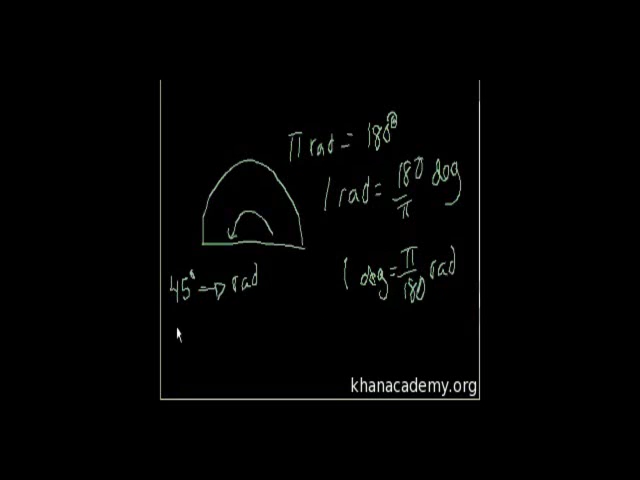 π rad = 180°
1 rad = 180/π deg
1 deg = π/180 rad
45° → rad
khanacademy.org